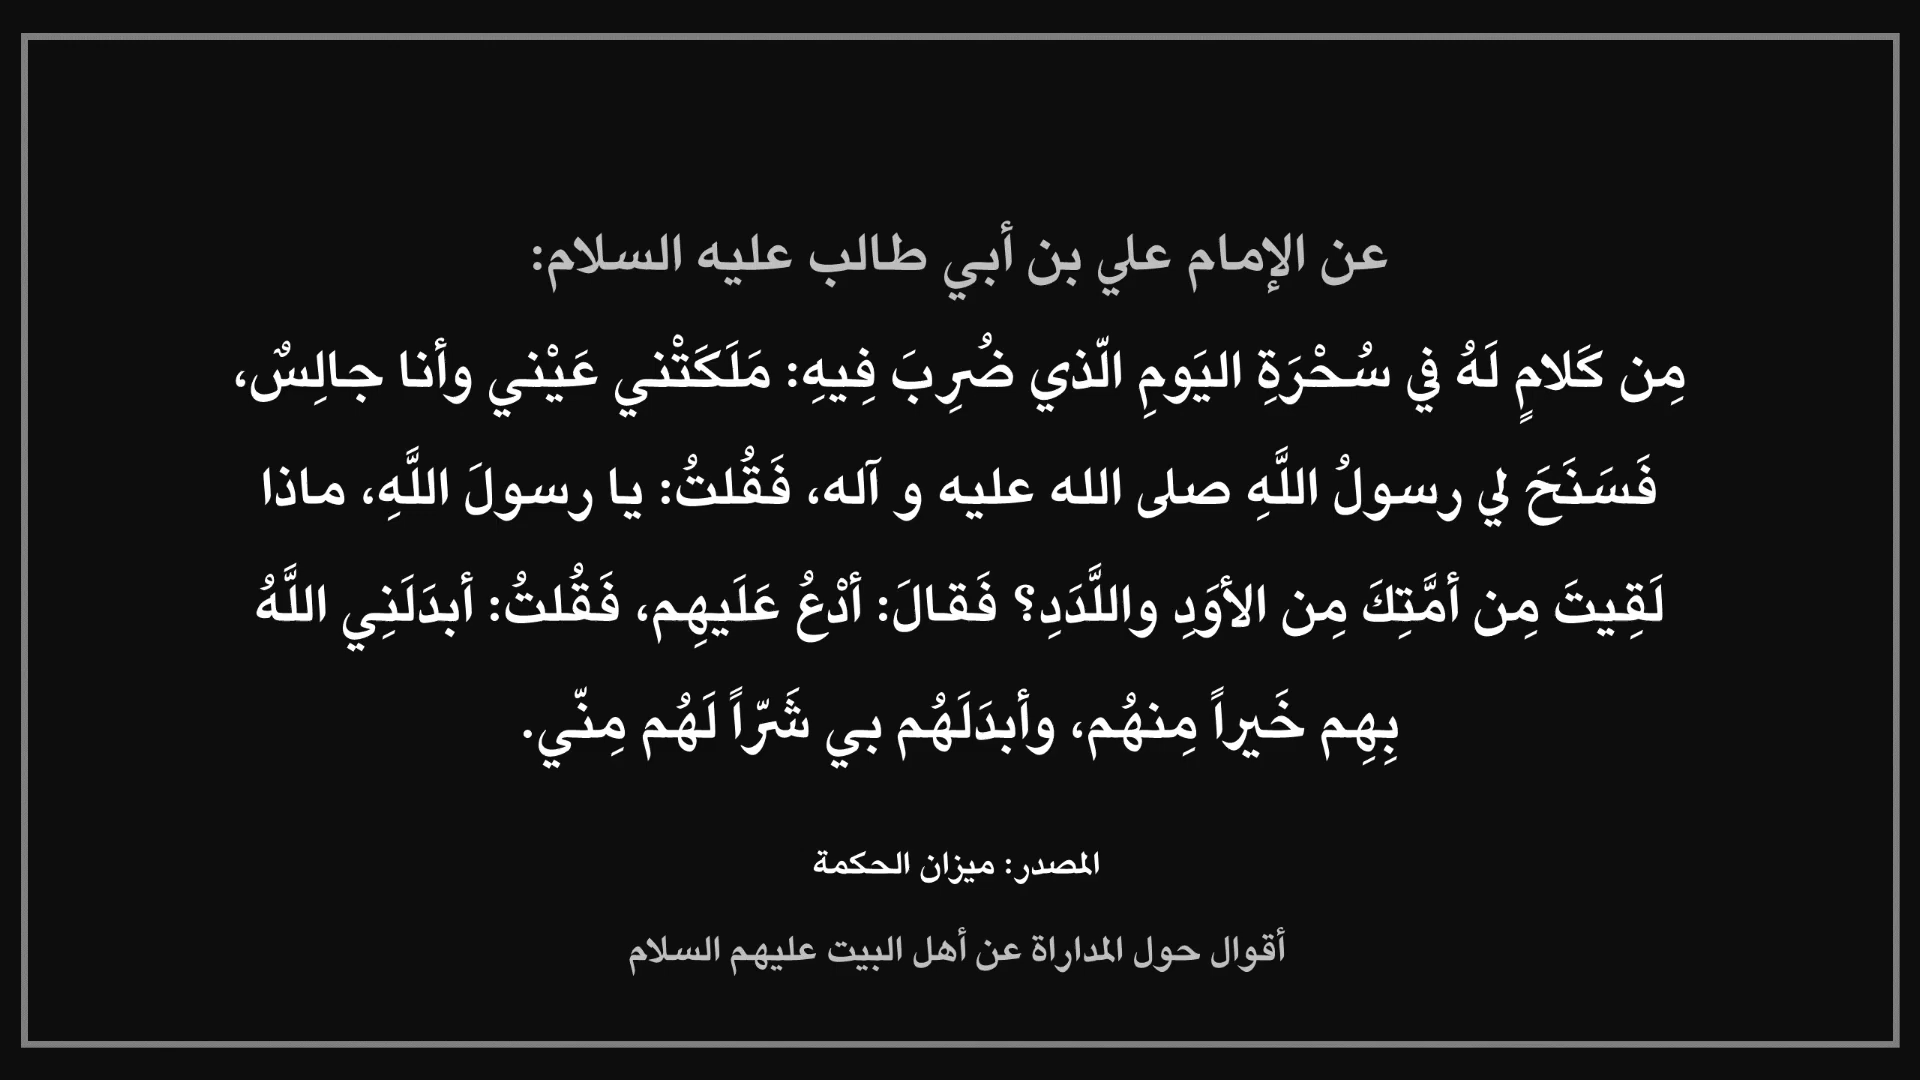 عن الإمام علي بن أبي طالب عليه السلام:
مِن كَلامٍ لَهُ في سُحْرَةِ اليَومِ الّذي ضُرِبَ فِيهِ: مَلَكَتْني عَيْني وأنا جالِسٌ،
فَسَنَحَ لي رسولُ اللَّهِ صلى الله عليه و آله، فَقُلتُ: يا رسولَ اللَّهِ، ماذا
لَقِيتَ مِن أمَّتِكَ مِن الأوَدِ واللَّدَدِ؟ فَقالَ: أدْعُ عَلَيهِم، فَقُلتُ: أبدَلَنِي اللَّهُ
بِهِم خَيراً مِنهُم، وأبدَلَهُم بي شَرّاً لَهُم مِنّي.
المصدر: ميزان الحكمة
أقوال حول المداراة عن أهل البيت عليهم السلام